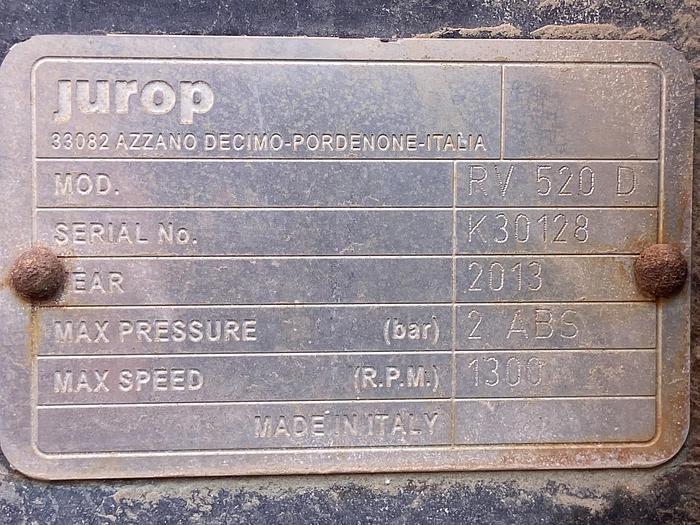 jurop
33082 AZZANO DECIMO-PORDENONE-ITALIA
MOD. RV 520 D
SERIAL No. K30128
YEAR 2013
MAX PRESSURE (bar) 2 ABS
MAX SPEED (R.P.M.) 1300
MADE IN ITALY